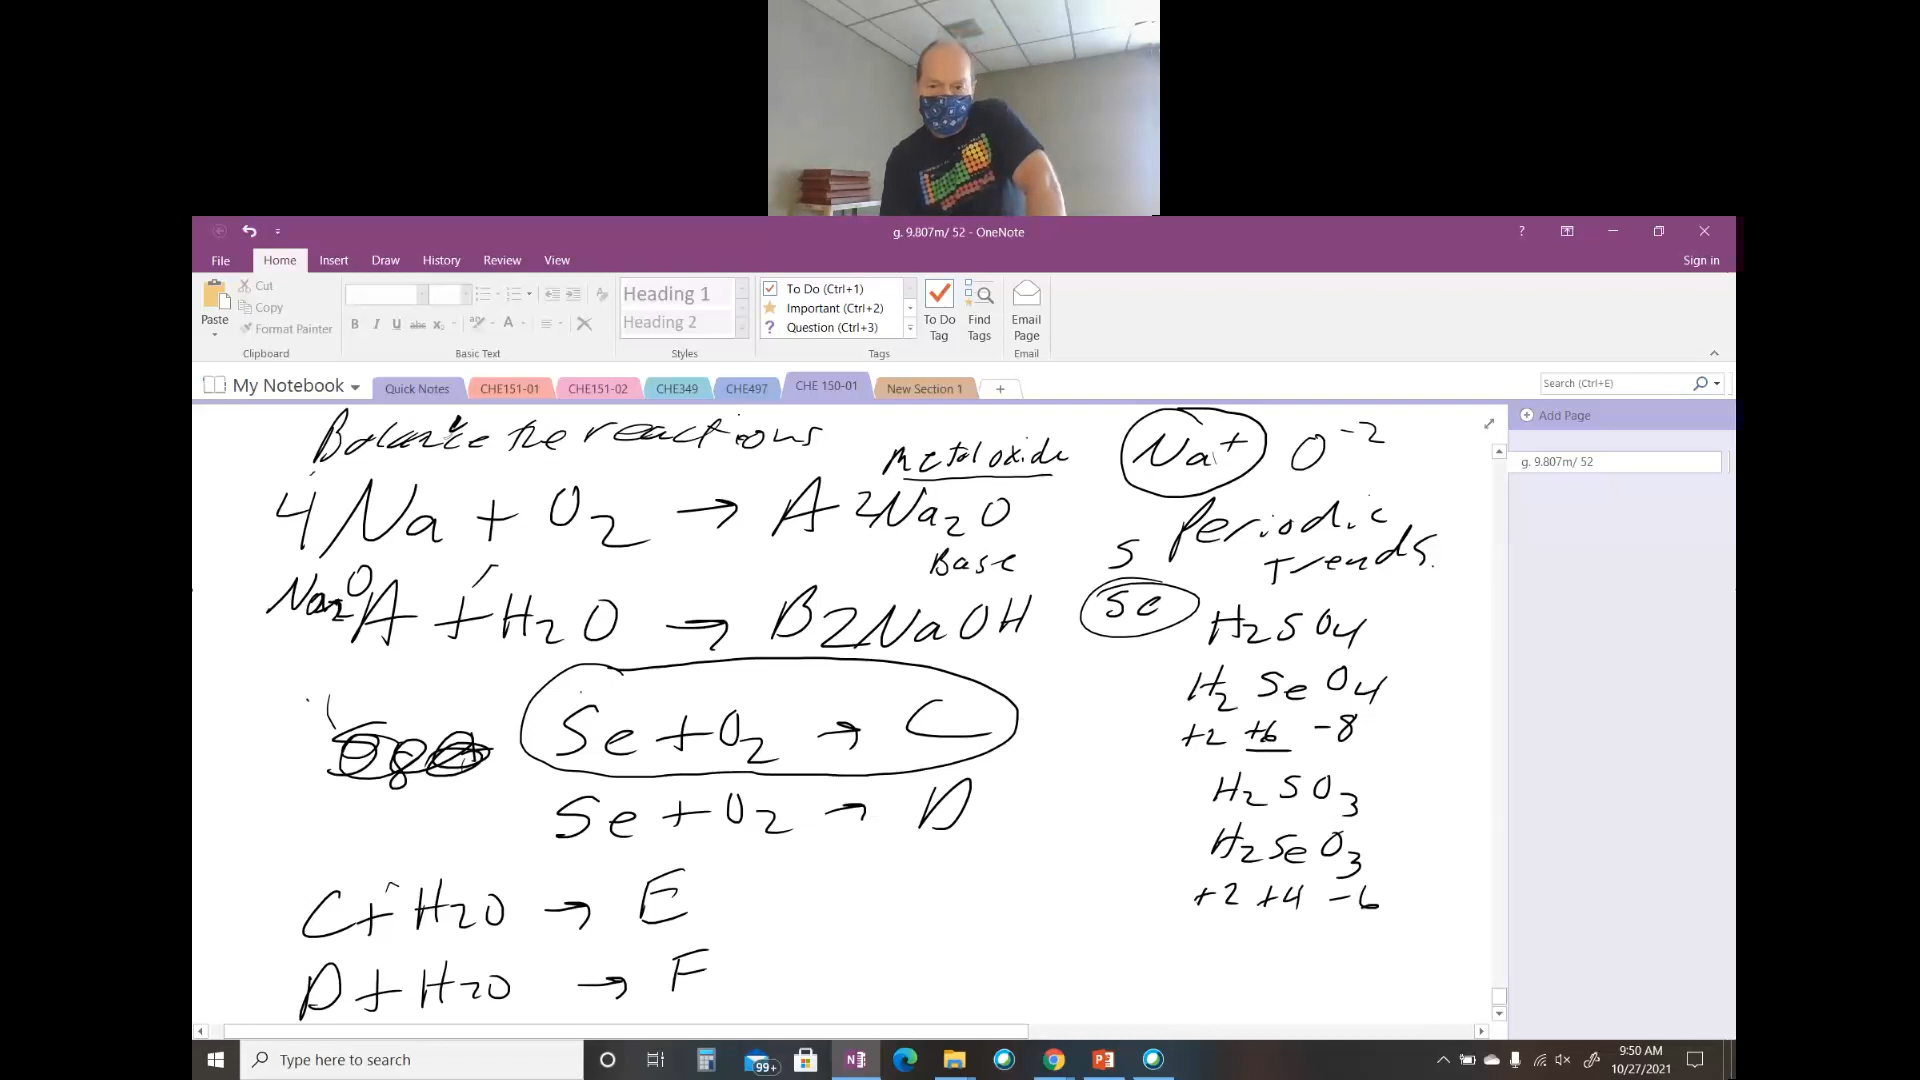 g. 9.807m/ 52 - OneNote
?
File Home Insert Draw History Review View
Sign in
Paste
Cut
Copy
Format Painter
Clipboard
B I U abc x₂ A
Basic Text
Heading 1
Heading 2
Styles
To Do (Ctrl+1)
Important (Ctrl+2)
? Question (Ctrl+3)
Tags
To Do Tag
Find Tags
Email Page
Email
My Notebook
Quick Notes CHE151-01 CHE151-02 CHE349 CHE497 CHE 150-01 New Section 1 +
Search (Ctrl+E)
Add Page
g. 9.807m/ 52
Balance the reactions
Metal oxide
4 Na + O2 → A 2Na2O
Base
Na2O A + H2O → B 2NaOH
Se + O2 → C
Se + O2 → D
C + H2O → E
D + H2O → F
Na+ O-2
Periodic
Trends.
S
Se
H2SO4
H2SeO4
+2 +6 -8
H2SO3
H2SeO3
+2 +4 -6
Type here to search
99+
9:50 AM
10/27/2021